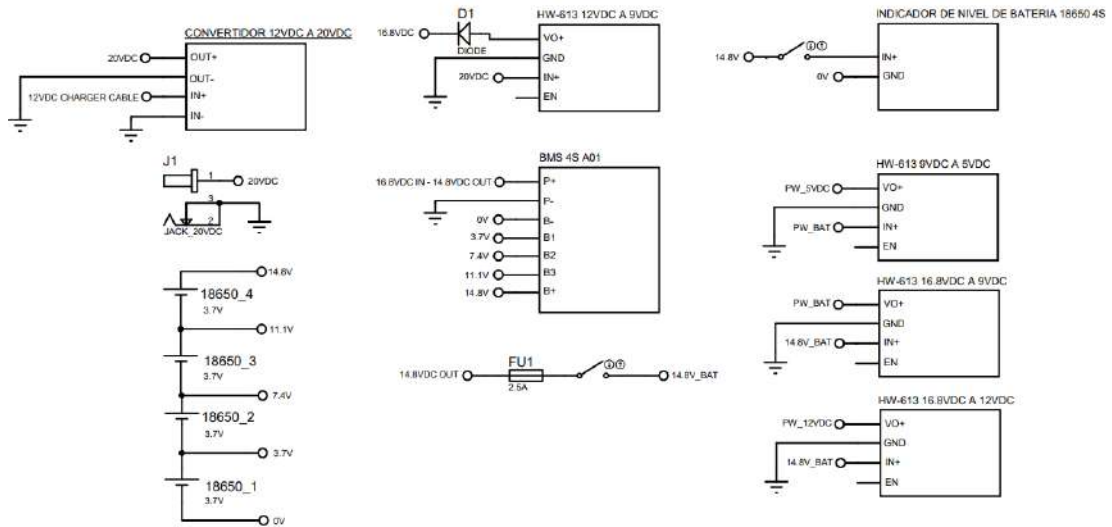 CONVERTIDOR 12VDC A 20VDC
20VDC
OUT+
OUT-
12VDC CHARGER CABLE
IN+
IN-
J1
1
20VDC
3
2
JACK_20VDC
14.8V
18650_4
3.7V
11.1V
18650_3
3.7V
7.4V
18650_2
3.7V
3.7V
18650_1
3.7V
0V
D1
HW-613 12VDC A 9VDC
16.8VDC
DIODE
VO+
GND
20VDC
IN+
EN
BMS 4S A01
16.8VDC IN - 14.8VDC OUT
P+
P-
0V
B-
3.7V
B1
7.4V
B2
11.1V
B3
14.8V
B+
14.8VDC OUT
FU1
2.5A
14.8V_BAT
INDICADOR DE NIVEL DE BATERIA 18650 4S
14.8V
IN+
0V
GND
HW-613 9VDC A 5VDC
PW_5VDC
VO+
GND
PW_BAT
IN+
EN
HW-613 16.8VDC A 9VDC
PW_BAT
VO+
GND
14.8V_BAT
IN+
EN
HW-613 16.8VDC A 12VDC
PW_12VDC
VO+
GND
14.8V_BAT
IN+
EN